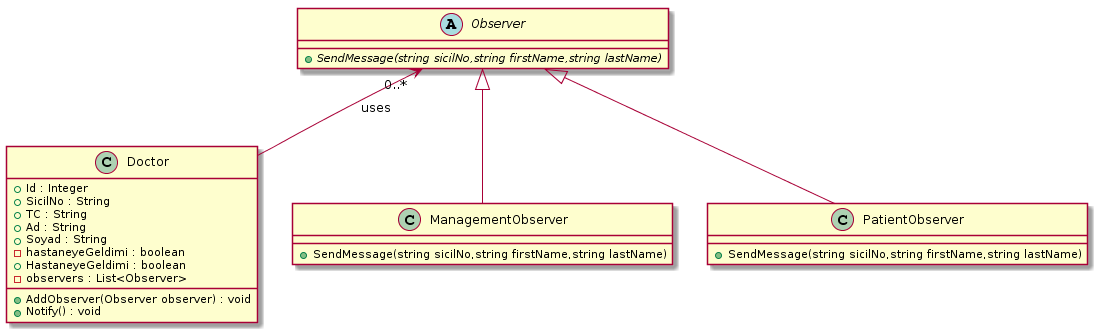 A Observer
SendMessage(string sicilNo,string firstName,string lastName)
0..*
uses
C Doctor
Id : Integer
SicilNo : String
TC : String
Ad : String
Soyad : String
hastaneyeGeldimi : boolean
HastaneyeGeldimi : boolean
observers : List<Observer>
AddObserver(Observer observer) : void
Notify() : void
C ManagementObserver
SendMessage(string sicilNo,string firstName,string lastName)
C PatientObserver
SendMessage(string sicilNo,string firstName,string lastName)